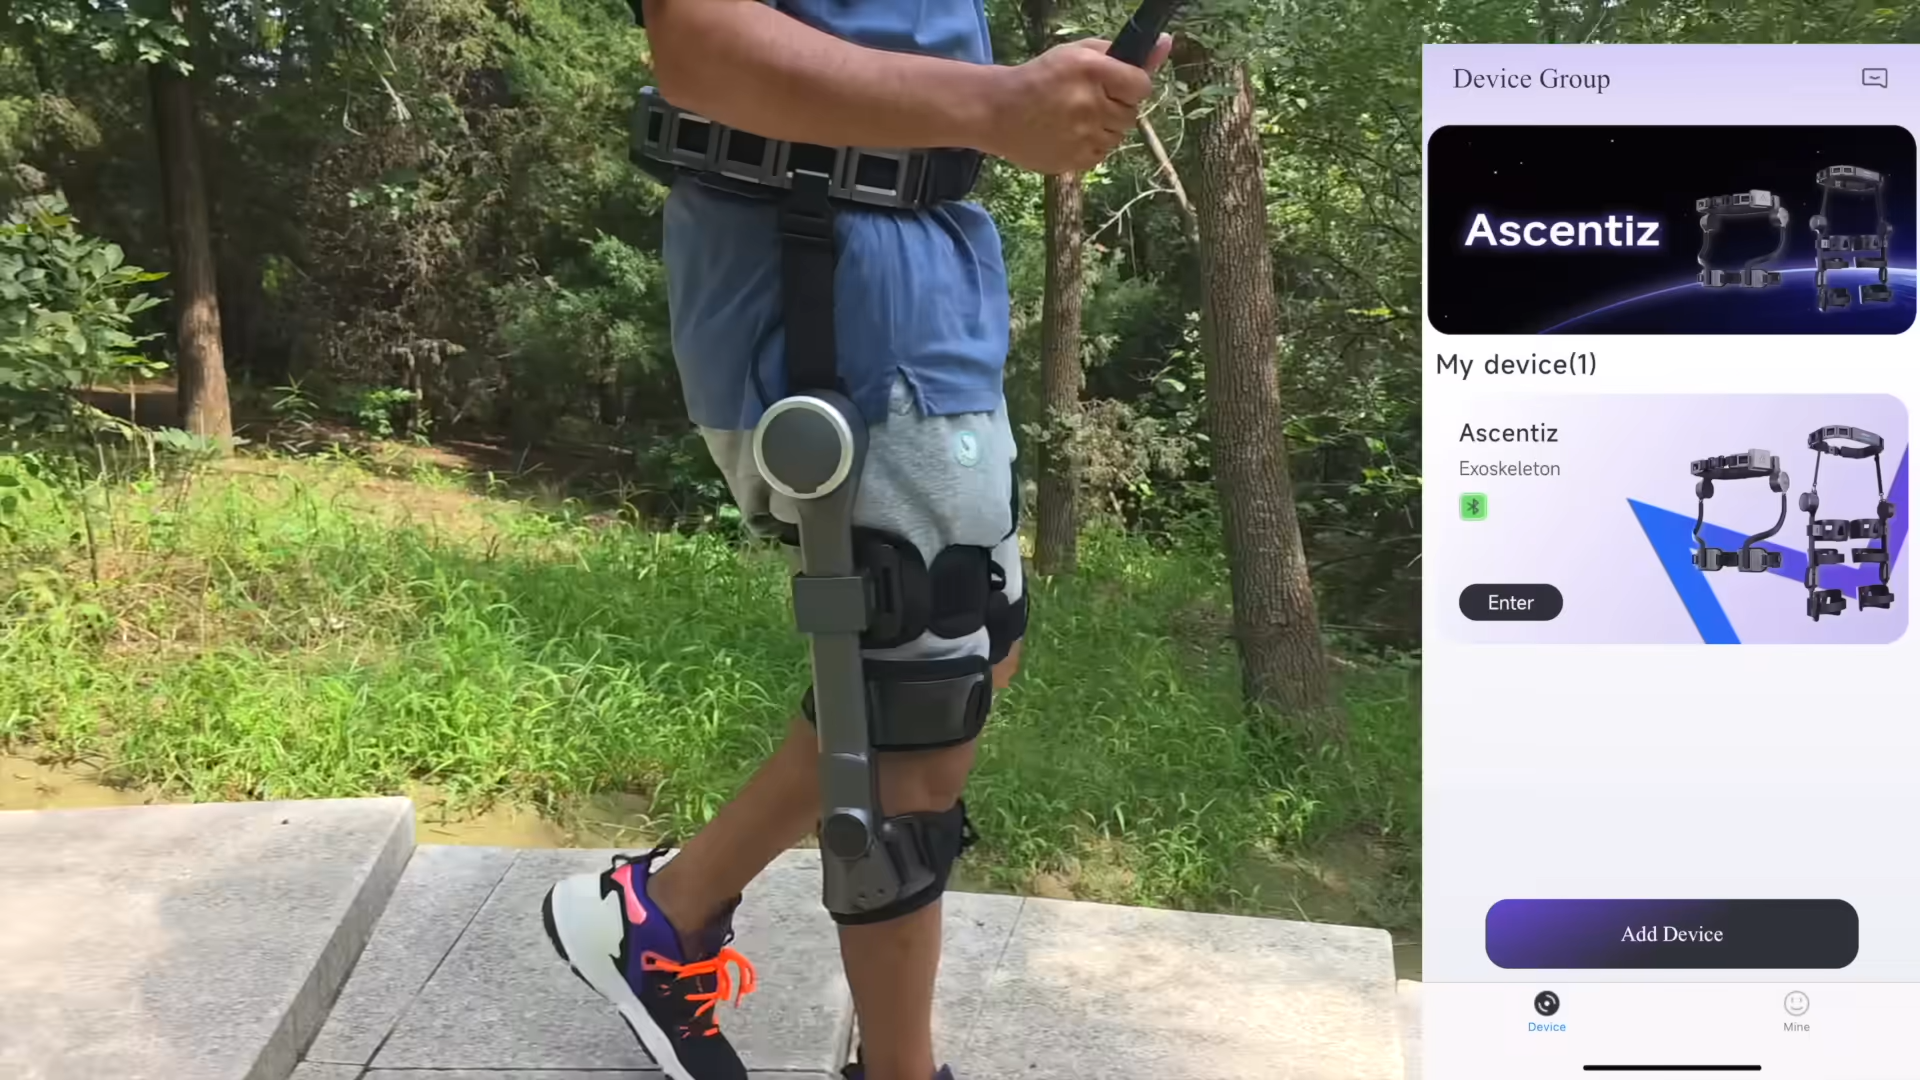 Device Group
Ascentiz
My device(1)
Ascentiz
Exoskeleton
Enter
Add Device
Device
Mine